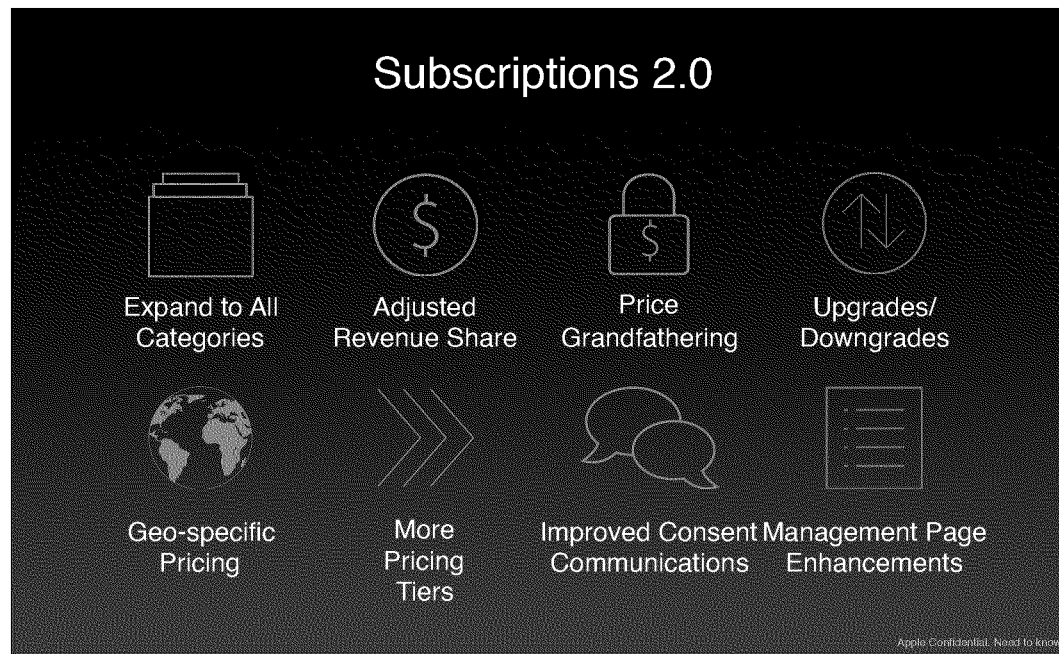 Subscriptions 2.0
Expand to All
Categories
Adjusted
Revenue Share
Price
Grandfathering
Upgrades/
Downgrades
Geo-specific
Pricing
More
Pricing
Tiers
Improved Consent
Communications
Management Page
Enhancements
Apple Confidential. Need to know